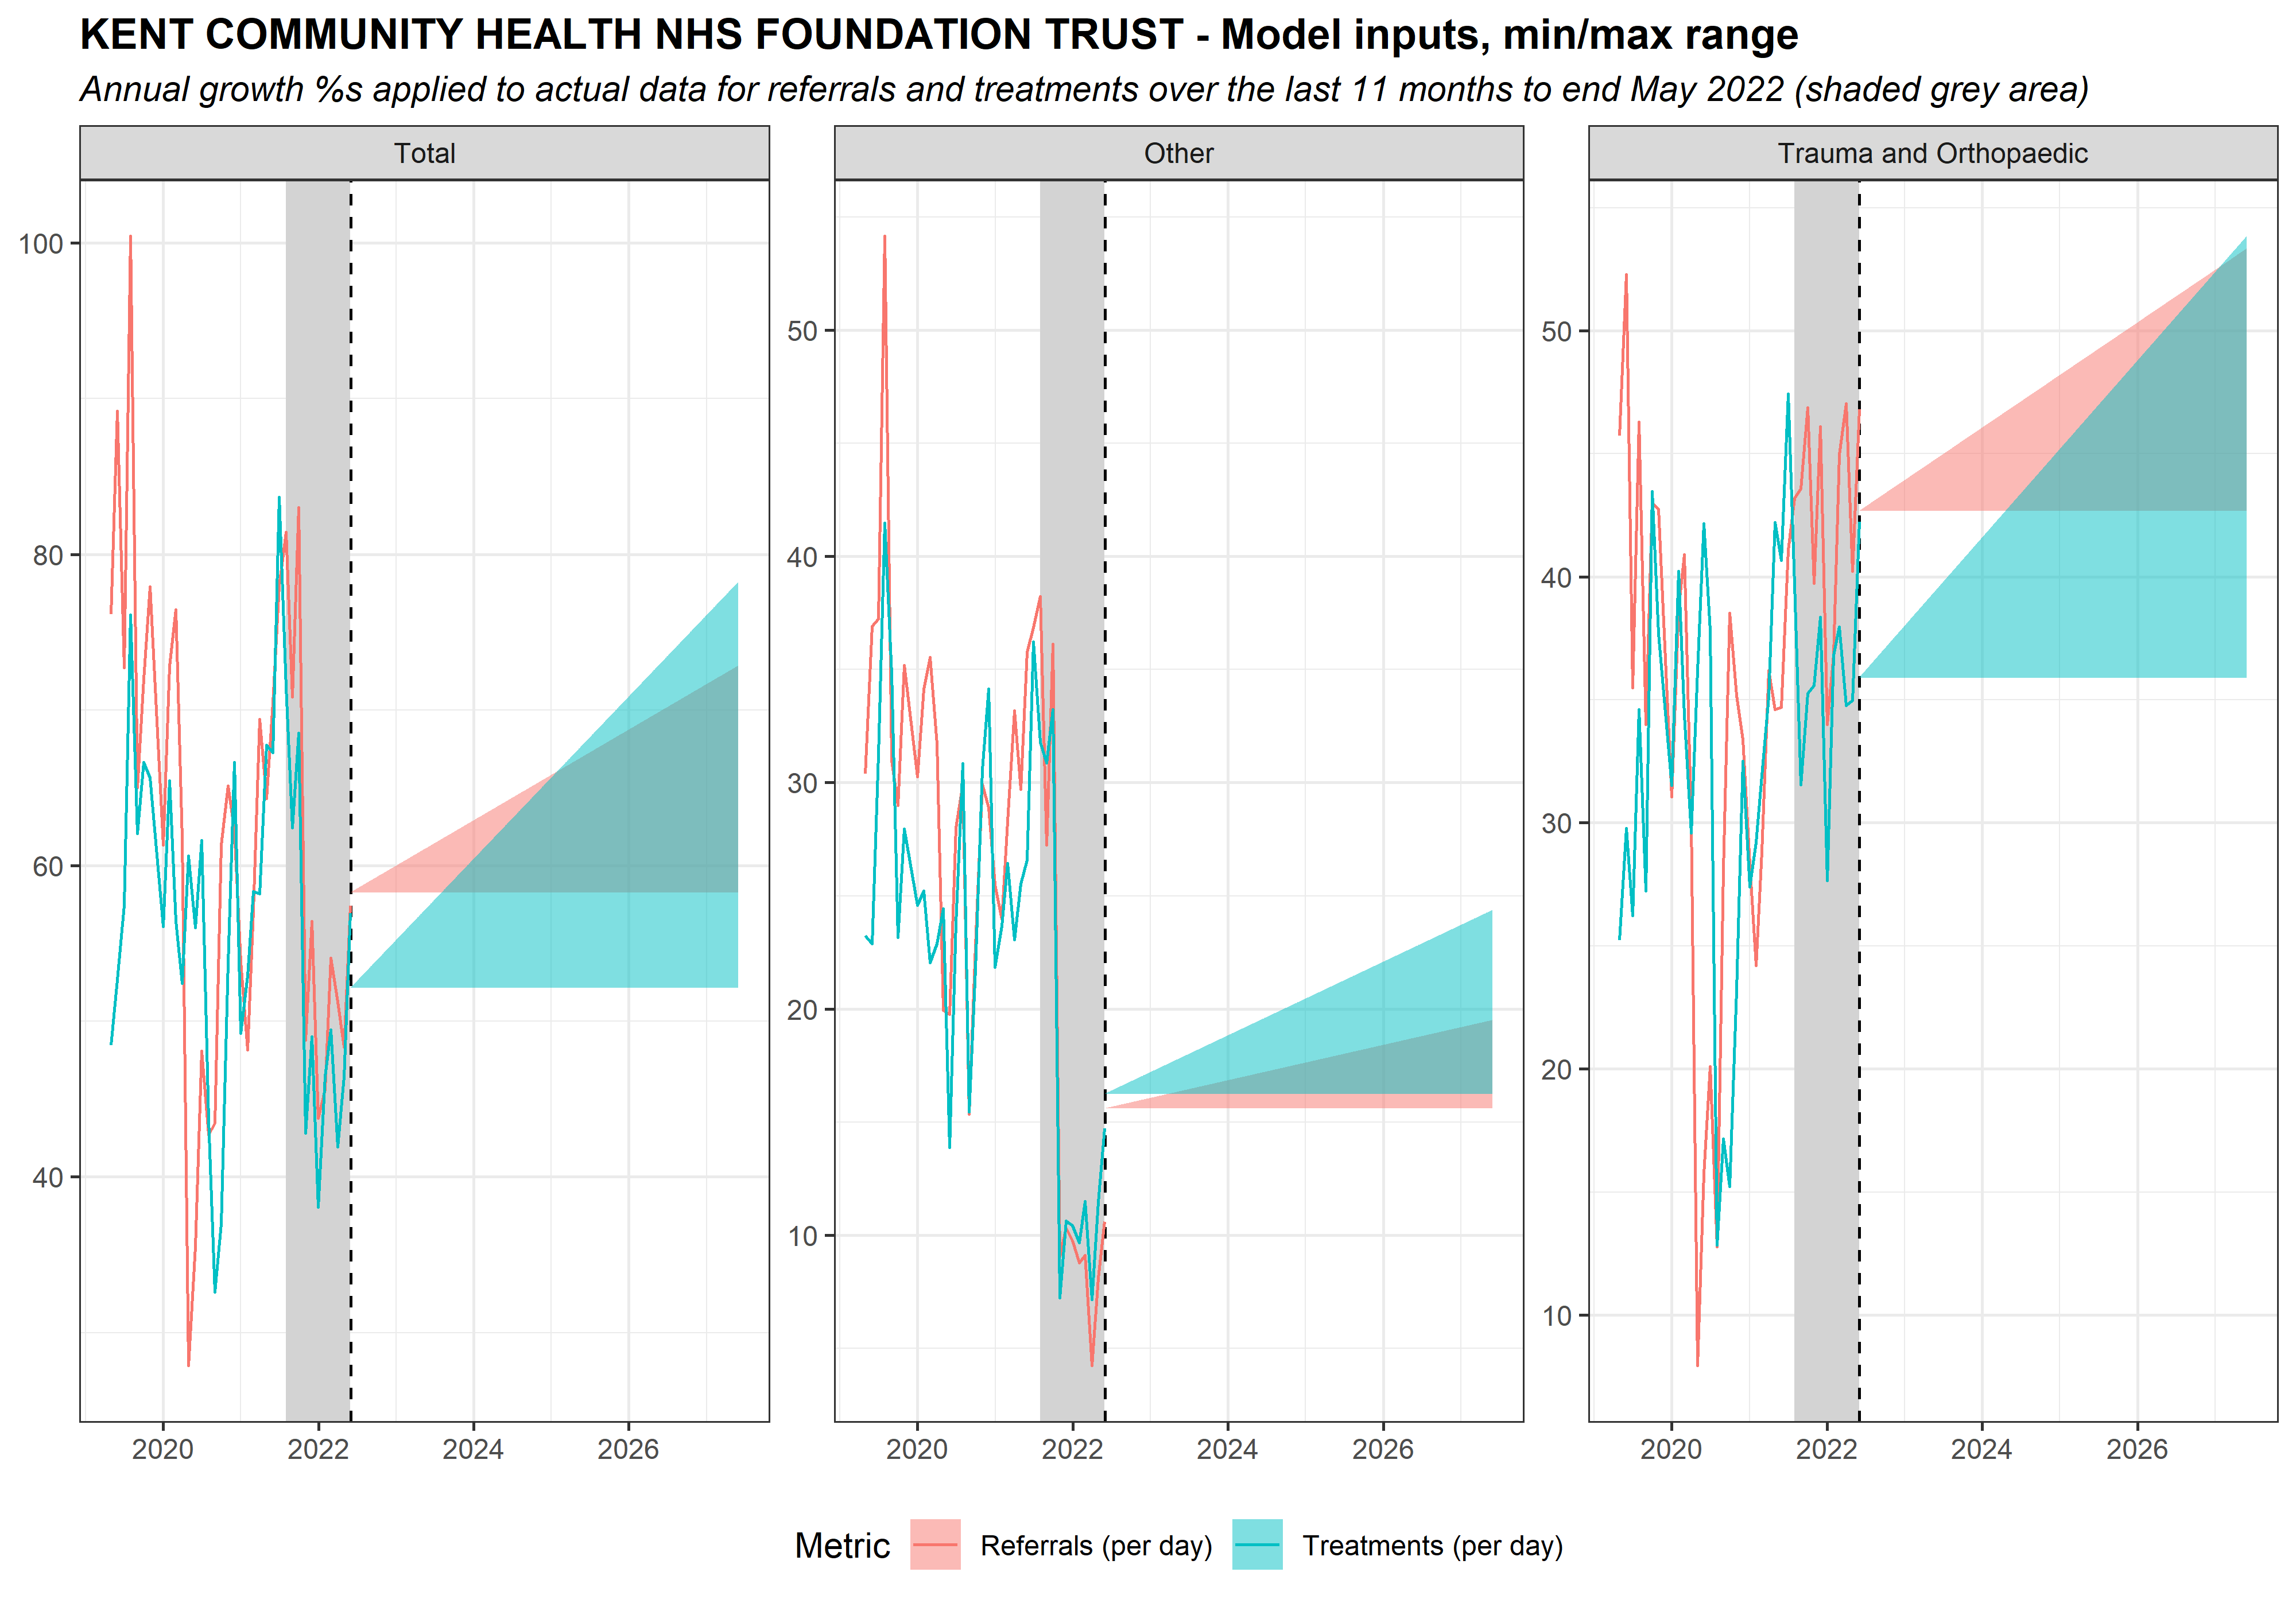 KENT COMMUNITY HEALTH NHS FOUNDATION TRUST - Model inputs, min/max range
Annual growth %s applied to actual data for referrals and treatments over the last 11 months to end May 2022 (shaded grey area)
Total
Other
Trauma and Orthopaedic
100
80
60
40
50
40
30
20
10
50
40
30
20
10
2020 2022 2024 2026
2020 2022 2024 2026
2020 2022 2024 2026
Metric Referrals (per day) Treatments (per day)